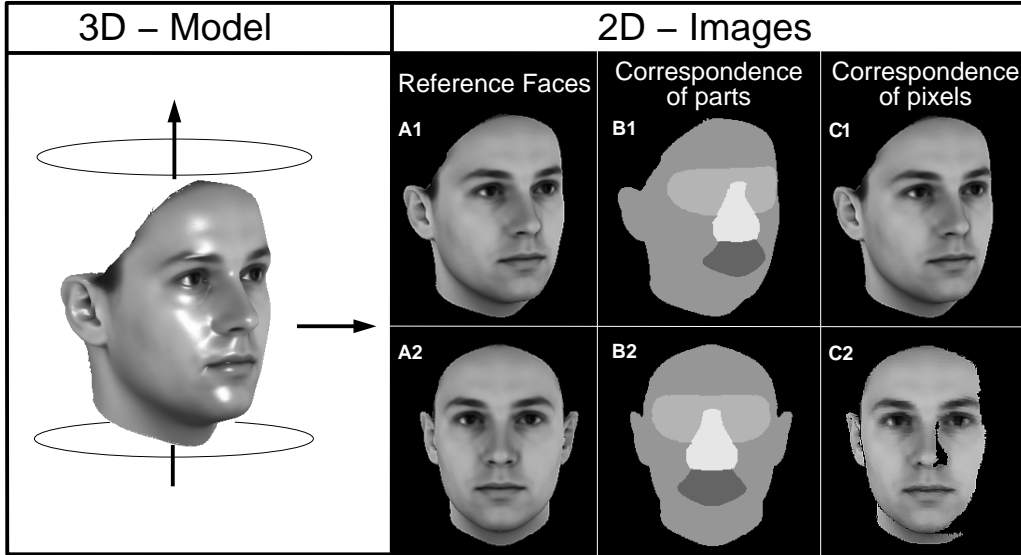 3D – Model
2D – Images
Reference Faces
Correspondence
of parts
Correspondence
of pixels
A1
B1
C1
A2
B2
C2